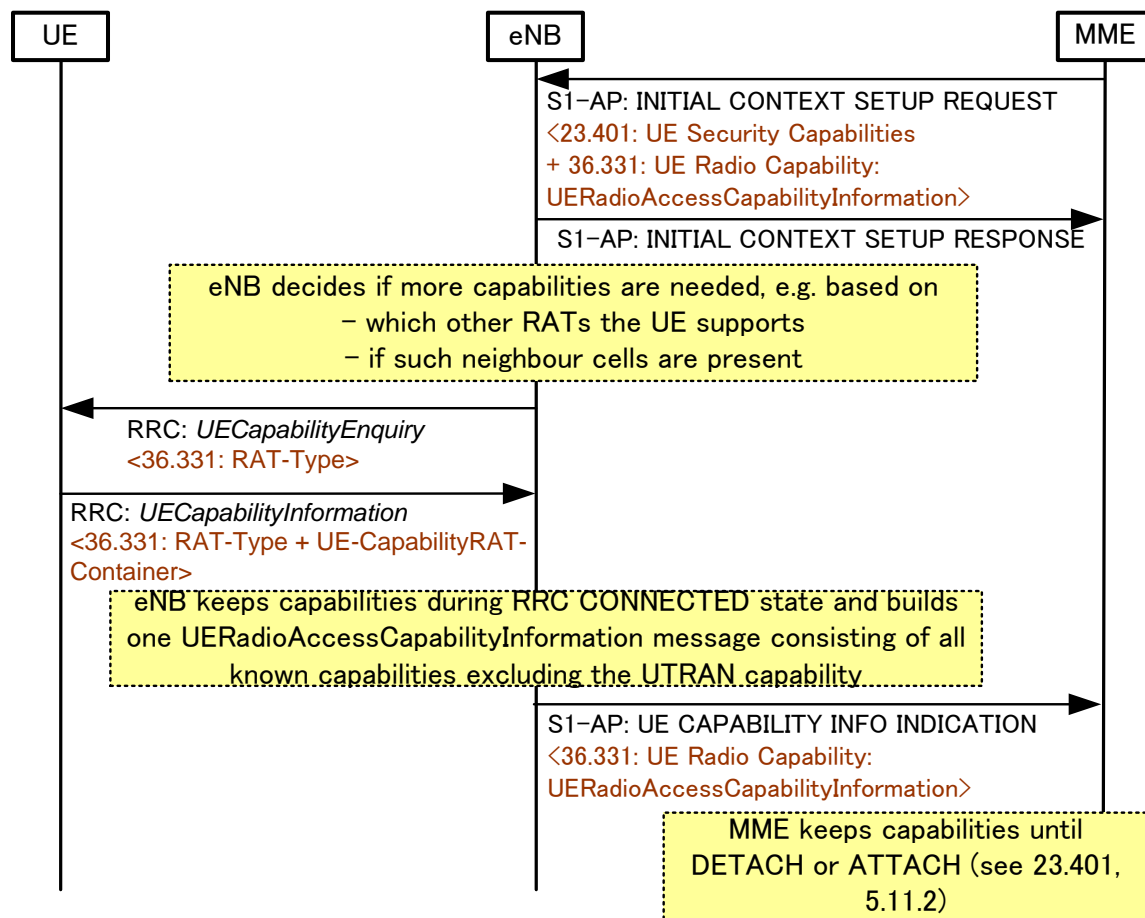 UE
eNB
MME
S1-AP: INITIAL CONTEXT SETUP REQUEST
<23.401: UE Security Capabilities
+ 36.331: UE Radio Capability:
UERadioAccessCapabilityInformation>
S1-AP: INITIAL CONTEXT SETUP RESPONSE
eNB decides if more capabilities are needed, e.g. based on
- which other RATs the UE supports
- if such neighbour cells are present
RRC: UECapabilityEnquiry
<36.331: RAT-Type>
RRC: UECapabilityInformation
<36.331: RAT-Type + UE-CapabilityRAT-
Container>
eNB keeps capabilities during RRC CONNECTED state and builds
one UERadioAccessCapabilityInformation message consisting of all
known capabilities excluding the UTRAN capability
S1-AP: UE CAPABILITY INFO INDICATION
<36.331: UE Radio Capability:
UERadioAccessCapabilityInformation>
MME keeps capabilities until
DETACH or ATTACH (see 23.401,
5.11.2)